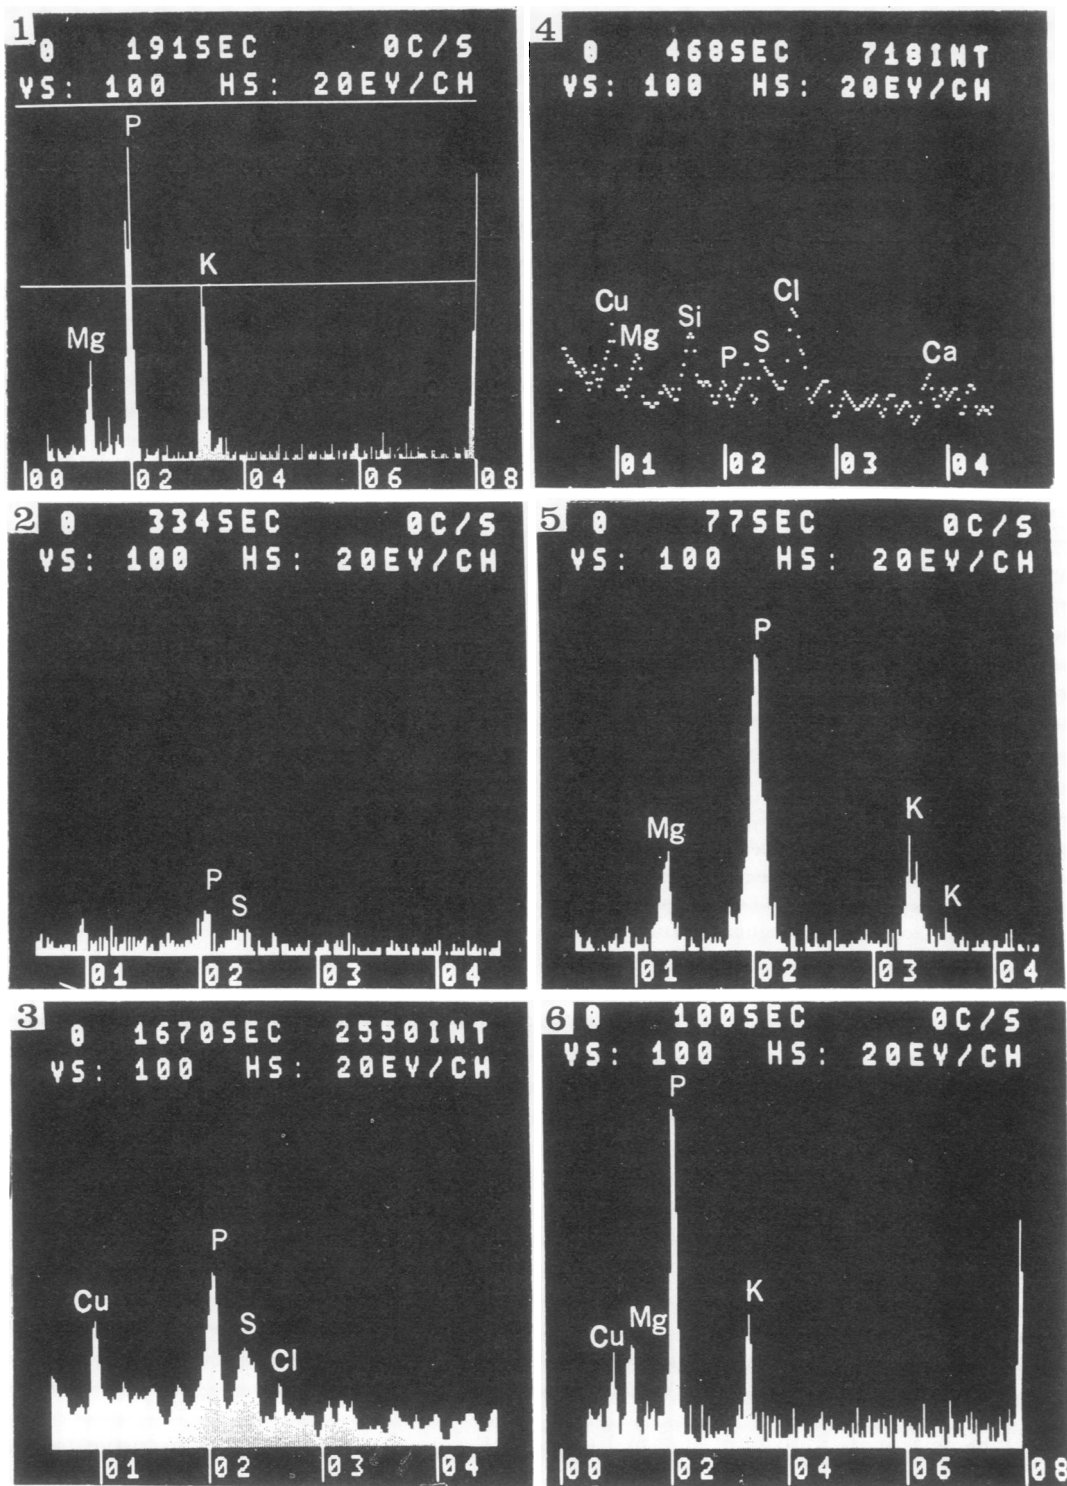 1
0 191SEC 0C/S
VS: 100 HS: 20EV/CH
P
K
Mg
00 02 04 06 08
2
0 334SEC 0C/S
VS: 100 HS: 20EV/CH
P
S
01 02 03 04
3
0 1670SEC 2550INT
VS: 100 HS: 20EV/CH
P
Cu
S
Cl
01 02 03 04
4
0 468SEC 718INT
VS: 100 HS: 20EV/CH
Cl
Cu
Si
Mg
P
S
Ca
01 02 03 04
5
0 77SEC 0C/S
VS: 100 HS: 20EV/CH
P
Mg
K
K
01 02 03 04
6
0 100SEC 0C/S
VS: 100 HS: 20EV/CH
P
K
Mg
Cu
00 02 04 06 08